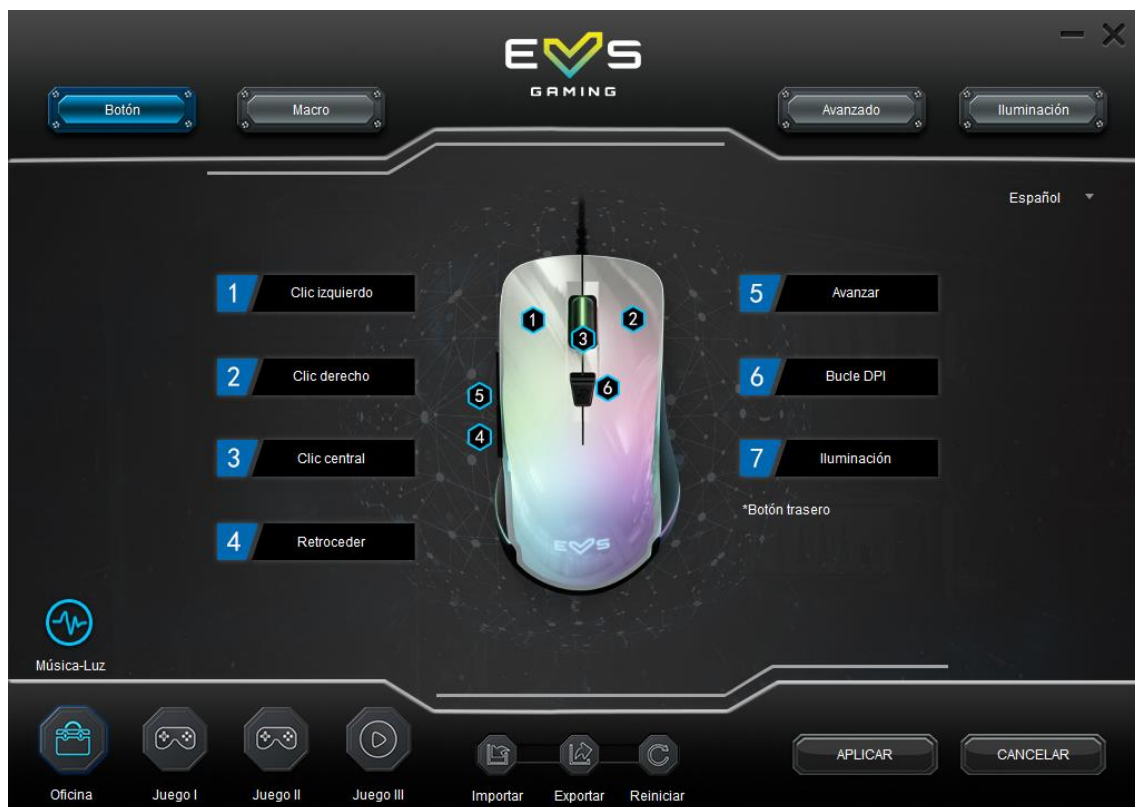 EVS
GAMING
Botón
Macro
Avanzado
Iluminación
Español
1 Clic izquierdo
2 Clic derecho
3 Clic central
4 Retroceder
1
2
3
5
6
4
EVS
5 Avanzar
6 Bucle DPI
7 Iluminación
*Botón trasero
Música-Luz
Oficina
Juego I
Juego II
Juego III
Importar
Exportar
Reiniciar
APLICAR
CANCELAR